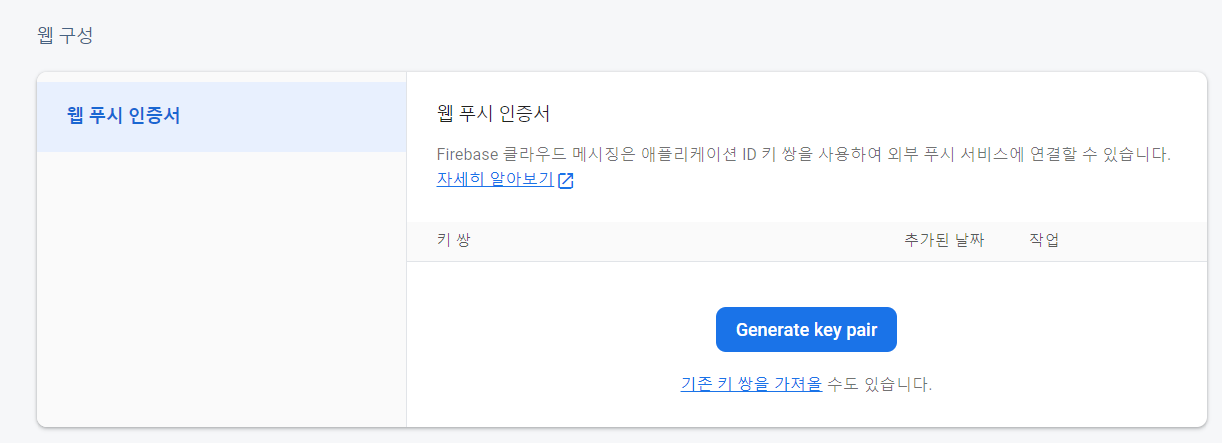 웹 구성
웹 푸시 인증서
웹 푸시 인증서
Firebase 클라우드 메시징은 애플리케이션 ID 키 쌍을 사용하여 외부 푸시 서비스에 연결할 수 있습니다.
자세히 알아보기
키 쌍 추가된 날짜 작업
Generate key pair
기존 키 쌍을 가져올 수도 있습니다.